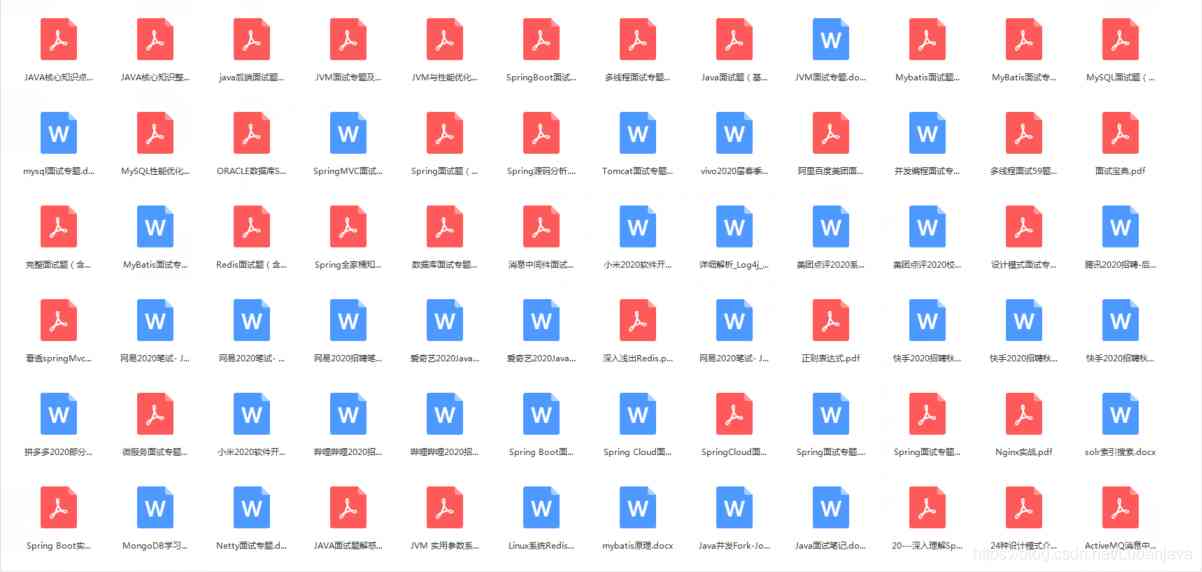 JAVA核心知识点... JAVA核心知识整... java后端面试题... JVM面试专题及... JVM与性能优化... SpringBoot面试... 多线程面试专题... Java面试题（基... JVM面试专题.do... Mybatis面试题... MyBatis面试专... MySQL面试题（...
mysql面试专题.d... MySQL性能优化... ORACLE数据库S... SpringMVC面试... Spring面试题（... Spring源码分析.... Tomcat面试专题... vivo2020届春季... 阿里百度美团面... 并发编程面试专... 多线程面试59题... 面试宝典.pdf
完整面试题（含... MyBatis面试专... Redis面试题（含... Spring全家桶知... 数据库面试专题... 消息中间件面试... 小米2020软件开... 详细解析_Log4j_... 美团点评2020系... 美团点评2020校... 设计模式面试专... 腾讯2020招聘-后...
看透springMvc... 网易2020笔试- J... 网易2020笔试- ... 网易2020招聘笔... 爱奇艺2020Java... 爱奇艺2020Java... 深入浅出Redis.p... 网易2020笔试- J... 正则表达式.pdf 快手2020招聘秋... 快手2020招聘秋... 快手2020招聘秋...
拼多多2020部分... 微服务面试专题... 小米2020软件开... 哔哩哔哩2020招... 哔哩哔哩2020招... Spring Boot面... Spring Cloud面... SpringCloud面... Spring面试专题.... Spring面试专题... Nginx实战.pdf solr索引搜索.docx
Spring Boot实... MongoDB学习... Netty面试专题.d... JAVA面试题解惑... JVM 实用参数系... Linux系统Redis... mybatis原理.docx Java并发Fork-Jo... Java面试笔记.do... 20---深入理解Sp... 24种设计模式介... ActiveMQ消息中...